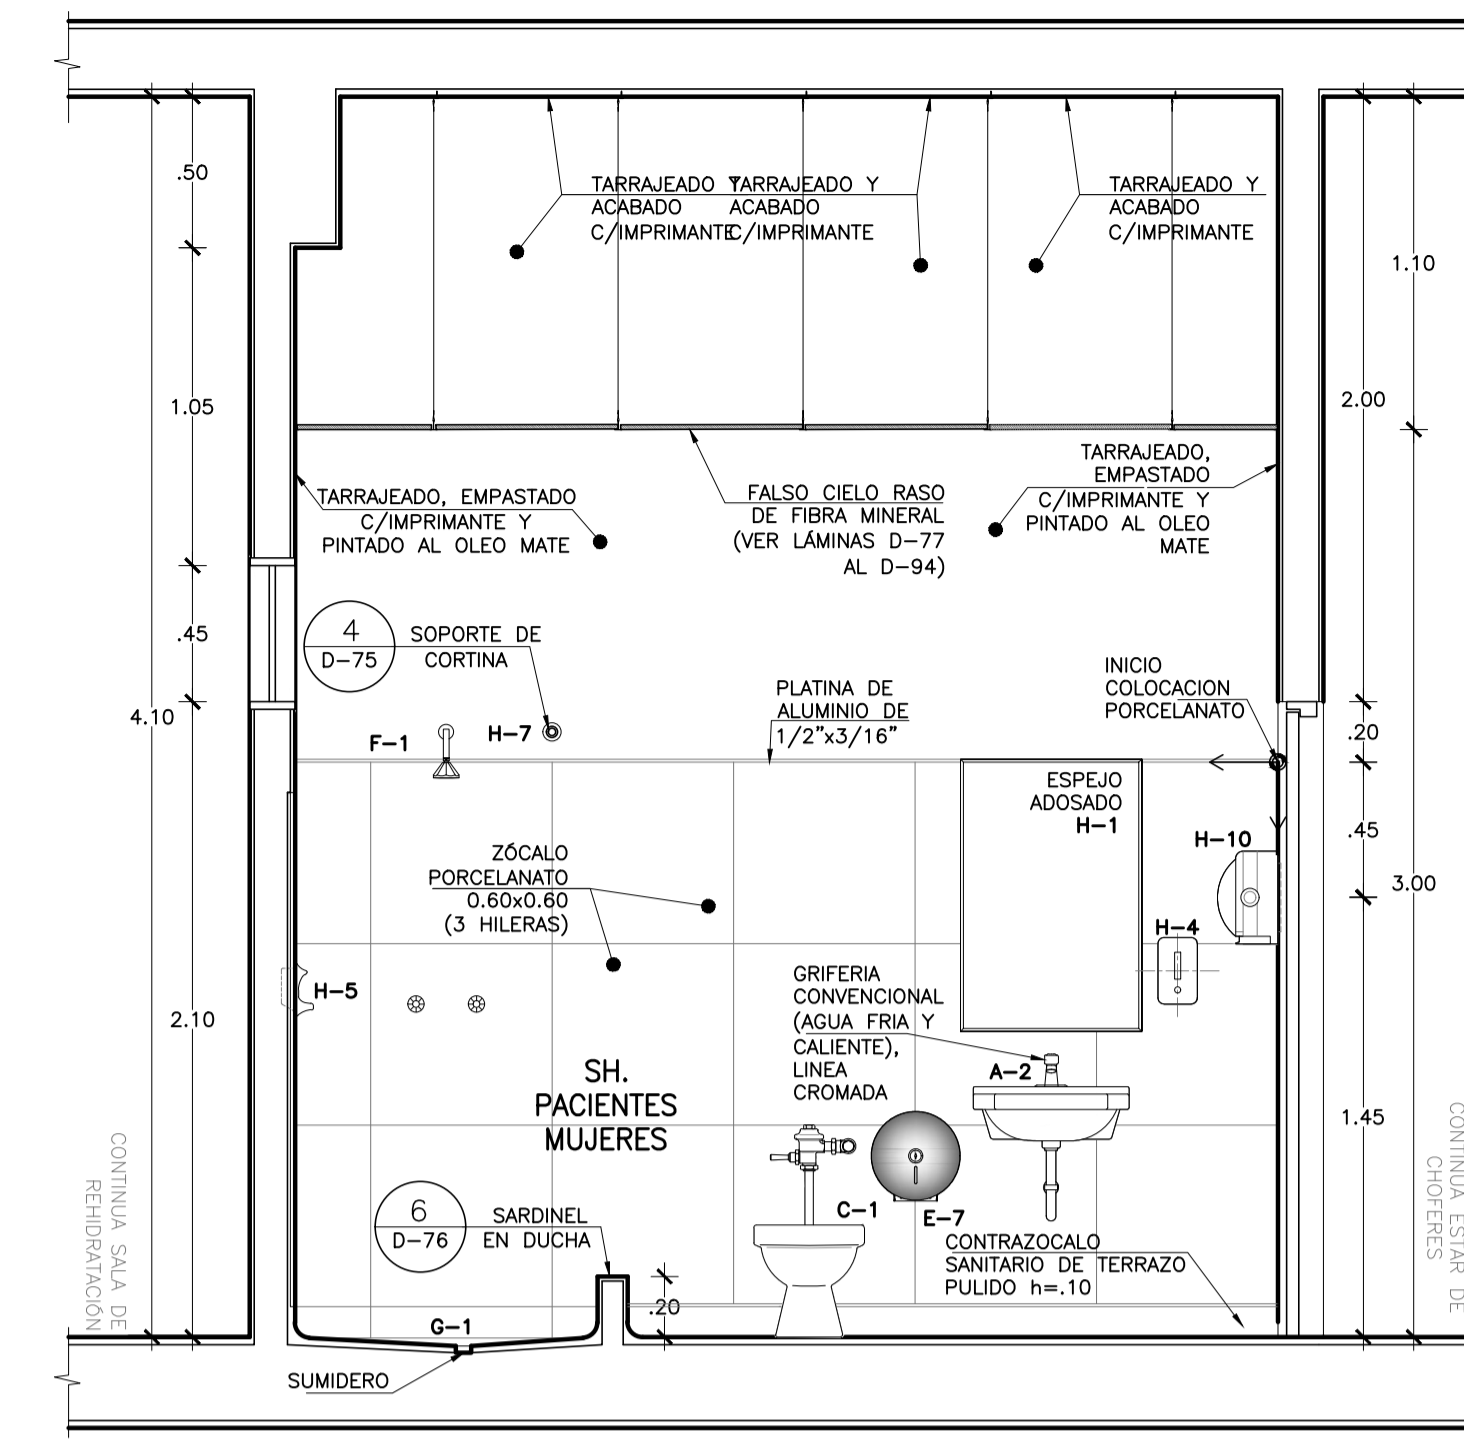 .50
1.05
.45
4.10
2.10
TARRAJEADO Y
ACABADO
C/IMPRIMANTE
TARRAJEADO Y
ACABADO
C/IMPRIMANTE
TARRAJEADO Y
ACABADO
C/IMPRIMANTE
1.10
2.00
TARRAJEADO, EMPASTADO
C/IMPRIMANTE Y
PINTADO AL OLEO MATE
FALSO CIELO RASO
DE FIBRA MINERAL
(VER LÁMINAS D-77
AL D-94)
TARRAJEADO,
EMPASTADO
C/IMPRIMANTE Y
PINTADO AL OLEO
MATE
4
D-75
SOPORTE DE
CORTINA
F-1
H-7
PLATINA DE
ALUMINIO DE
1/2"x3/16"
INICIO
COLOCACION
PORCELANATO
.20
.45
3.00
1.45
ESPEJO
ADOSADO
H-1
H-10
H-4
ZÓCALO
PORCELANATO
0.60x0.60
(3 HILERAS)
H-5
GRIFERIA
CONVENCIONAL
(AGUA FRIA Y
CALIENTE),
LINEA
CROMADA
A-2
SH.
PACIENTES
MUJERES
6
D-76
SARDINEL
EN DUCHA
C-1
E-7
.20
CONTRAZOCALO
SANITARIO DE TERRAZO
PULIDO h=.10
G-1
SUMIDERO
CONTINUA SALA DE
REHIDRATACIÓN
CONTINUA ESTAR DE
CHOFERES